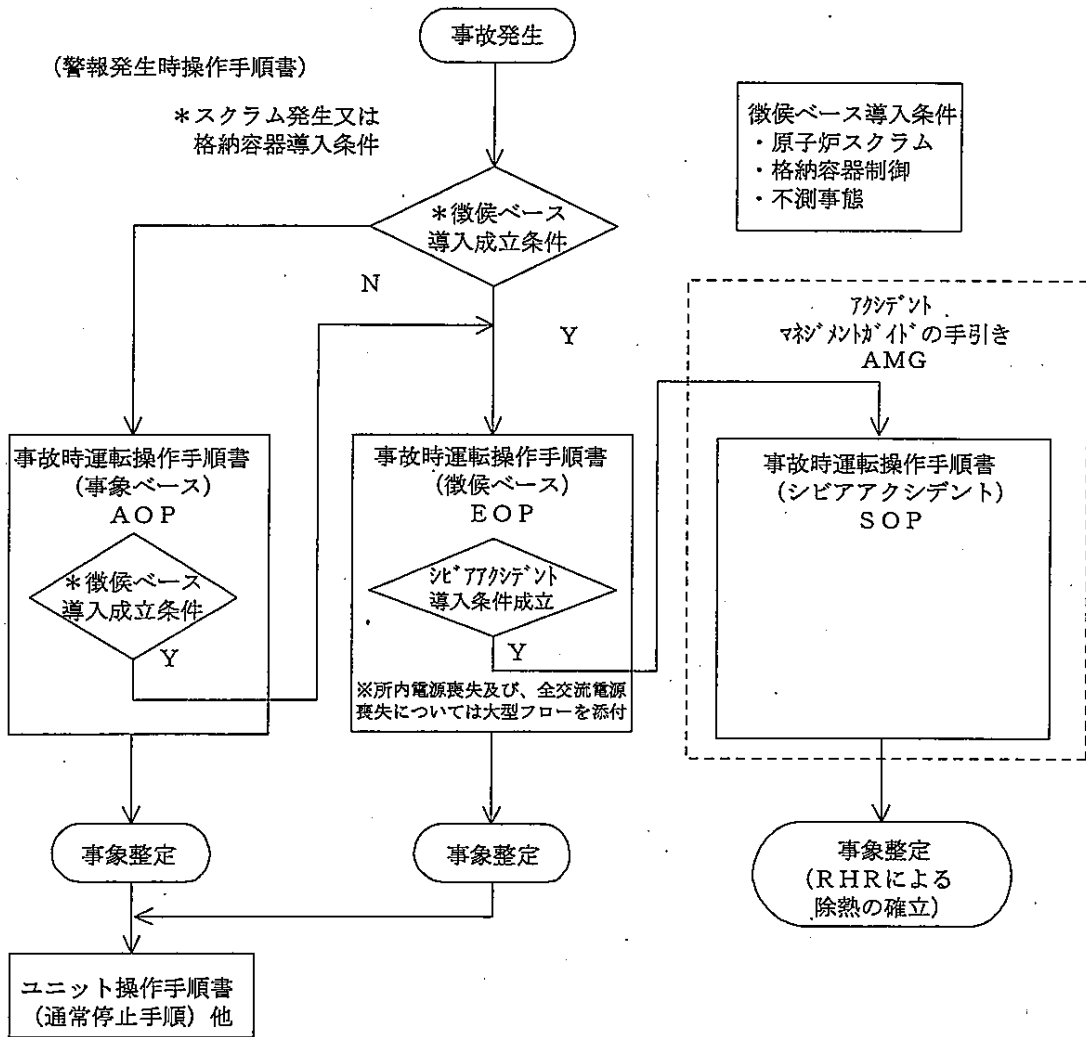 事故発生
(警報発生時操作手順書)
＊スクラム発生又は
格納容器導入条件
徴候ベース導入条件
・原子炉スクラム
・格納容器制御
・不測事態
＊徴候ベース
導入成立条件
N
Y
ｱｸｼﾃﾞﾝﾄ
ﾏﾈｼﾞﾒﾝﾄｶﾞｲﾄﾞの手引き
AMG
事故時運転操作手順書
(事象ベース)
AOP
＊徴候ベース
導入成立条件
Y
事故時運転操作手順書
(徴候ベース)
EOP
ｼﾋﾞｱｱｸｼﾃﾞﾝﾄ
導入条件成立
Y
※所内電源喪失及び、全交流電源
喪失については大型フローを添付
事故時運転操作手順書
(シビアアクシデント)
SOP
事象整定
事象整定
事象整定
(RHRによる
除熱の確立)
ユニット操作手順書
(通常停止手順) 他